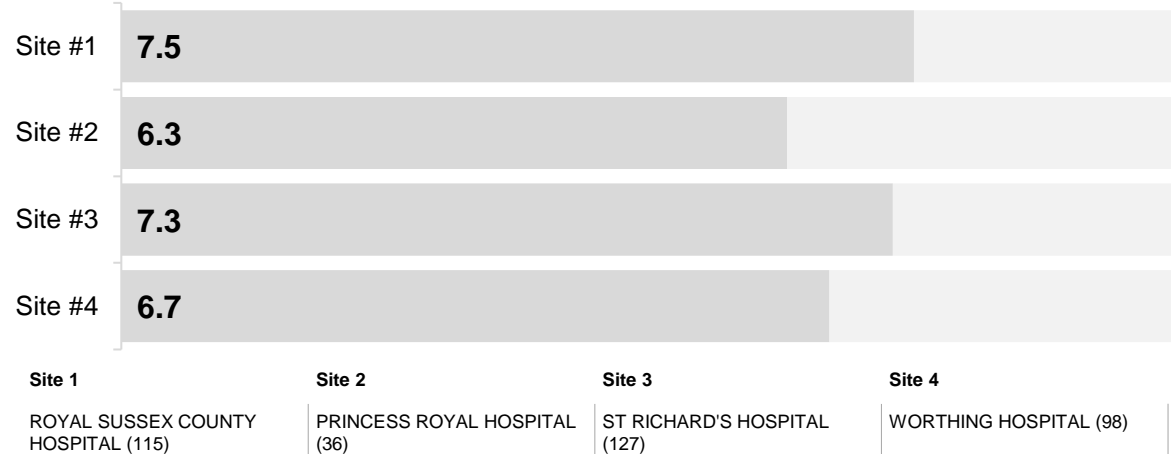 Site #1 7.5
Site #2 6.3
Site #3 7.3
Site #4 6.7
Site 1 Site 2 Site 3 Site 4
ROYAL SUSSEX COUNTY PRINCESS ROYAL HOSPITAL ST RICHARD'S HOSPITAL WORTHING HOSPITAL (98)
HOSPITAL (115) (36) (127)